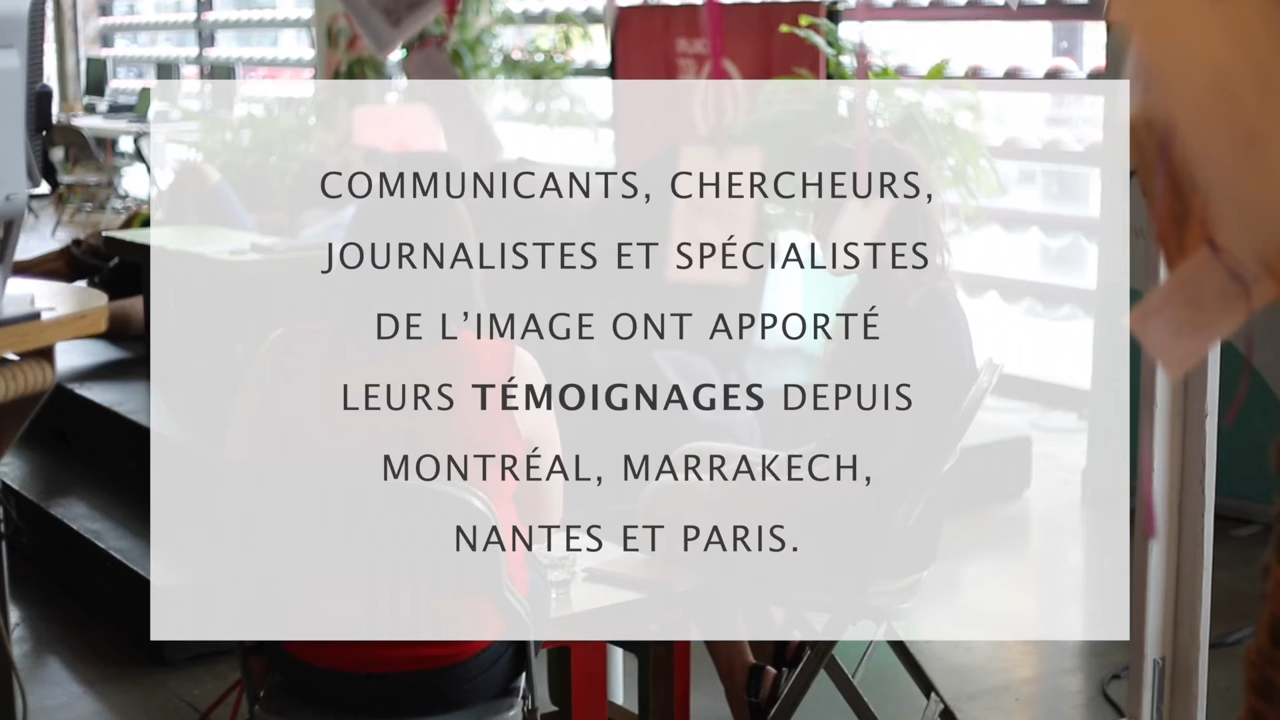 COMMUNICANTS, CHERCHEURS,
JOURNALISTES ET SPÉCIALISTES
DE L’IMAGE ONT APPORTÉ
LEURS TÉMOIGNAGES DEPUIS
MONTRÉAL, MARRAKECH,
NANTES ET PARIS.